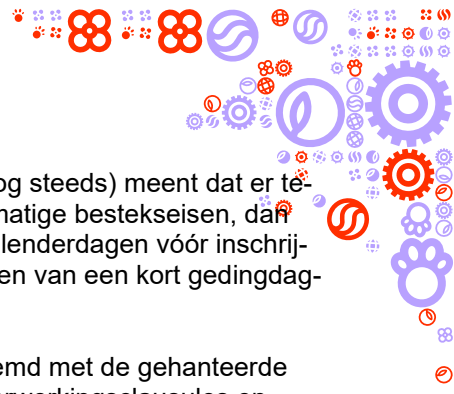 og steeds) meent dat er te-
matige bestekseisen, dan
lenderdagen vóór inschrij-
en van een kort gedingdag-
emd met de gehanteerde